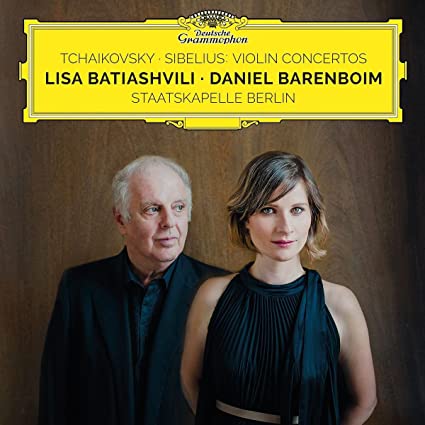 Deutsche
Grammophon
TCHAIKOVSKY · SIBELIUS: VIOLIN CONCERTOS
LISA BATIASHVILI · DANIEL BARENBOIM
STAATSKAPELLE BERLIN